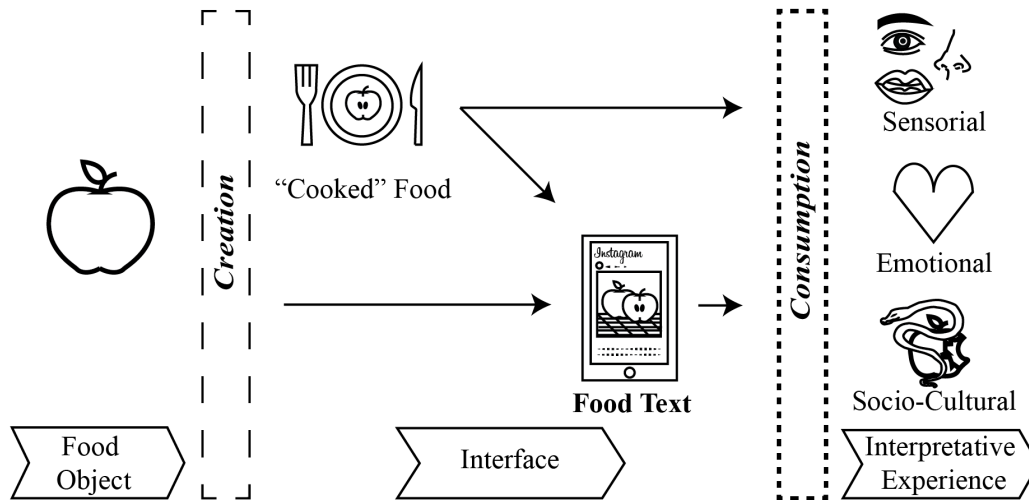 Creation
“Cooked” Food
Instagram
Food Text
Consumption
Sensorial
Emotional
Socio-Cultural
Food
Object
Interface
Interpretative
Experience